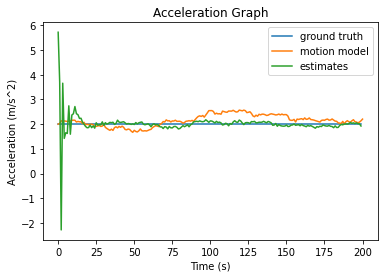 Acceleration Graph
ground truth
motion model
estimates
Acceleration (m/s^2)
6
5
4
3
2
1
0
−1
−2
0 25 50 75 100 125 150 175 200
Time (s)